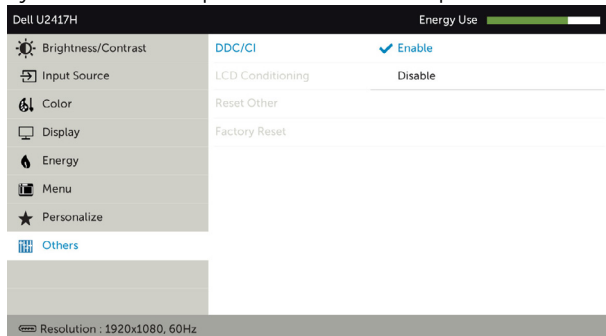 Dell U2417H Energy Use
Brightness/Contrast DDC/CI Enable
Input Source LCD Conditioning Disable
Color Reset Other
Display Factory Reset
Energy
Menu
Personalize
Others
Resolution : 1920x1080, 60Hz